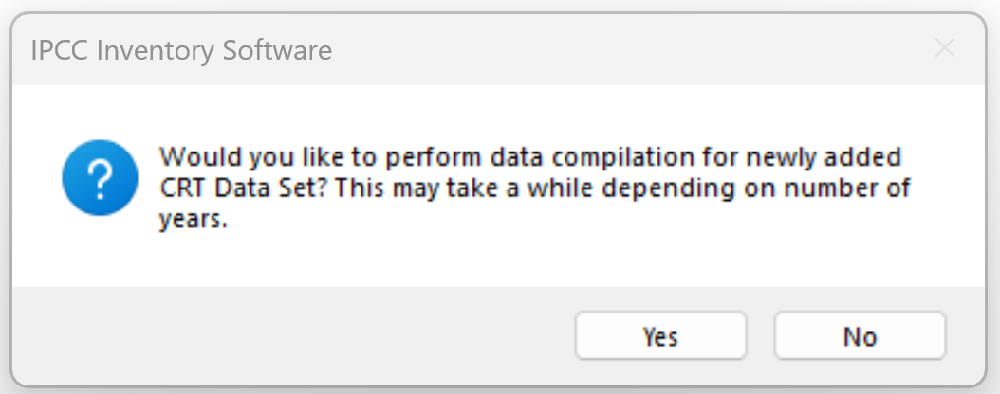 IPCC Inventory Software
Would you like to perform data compilation for newly added
CRT Data Set? This may take a while depending on number of
years.
Yes
No